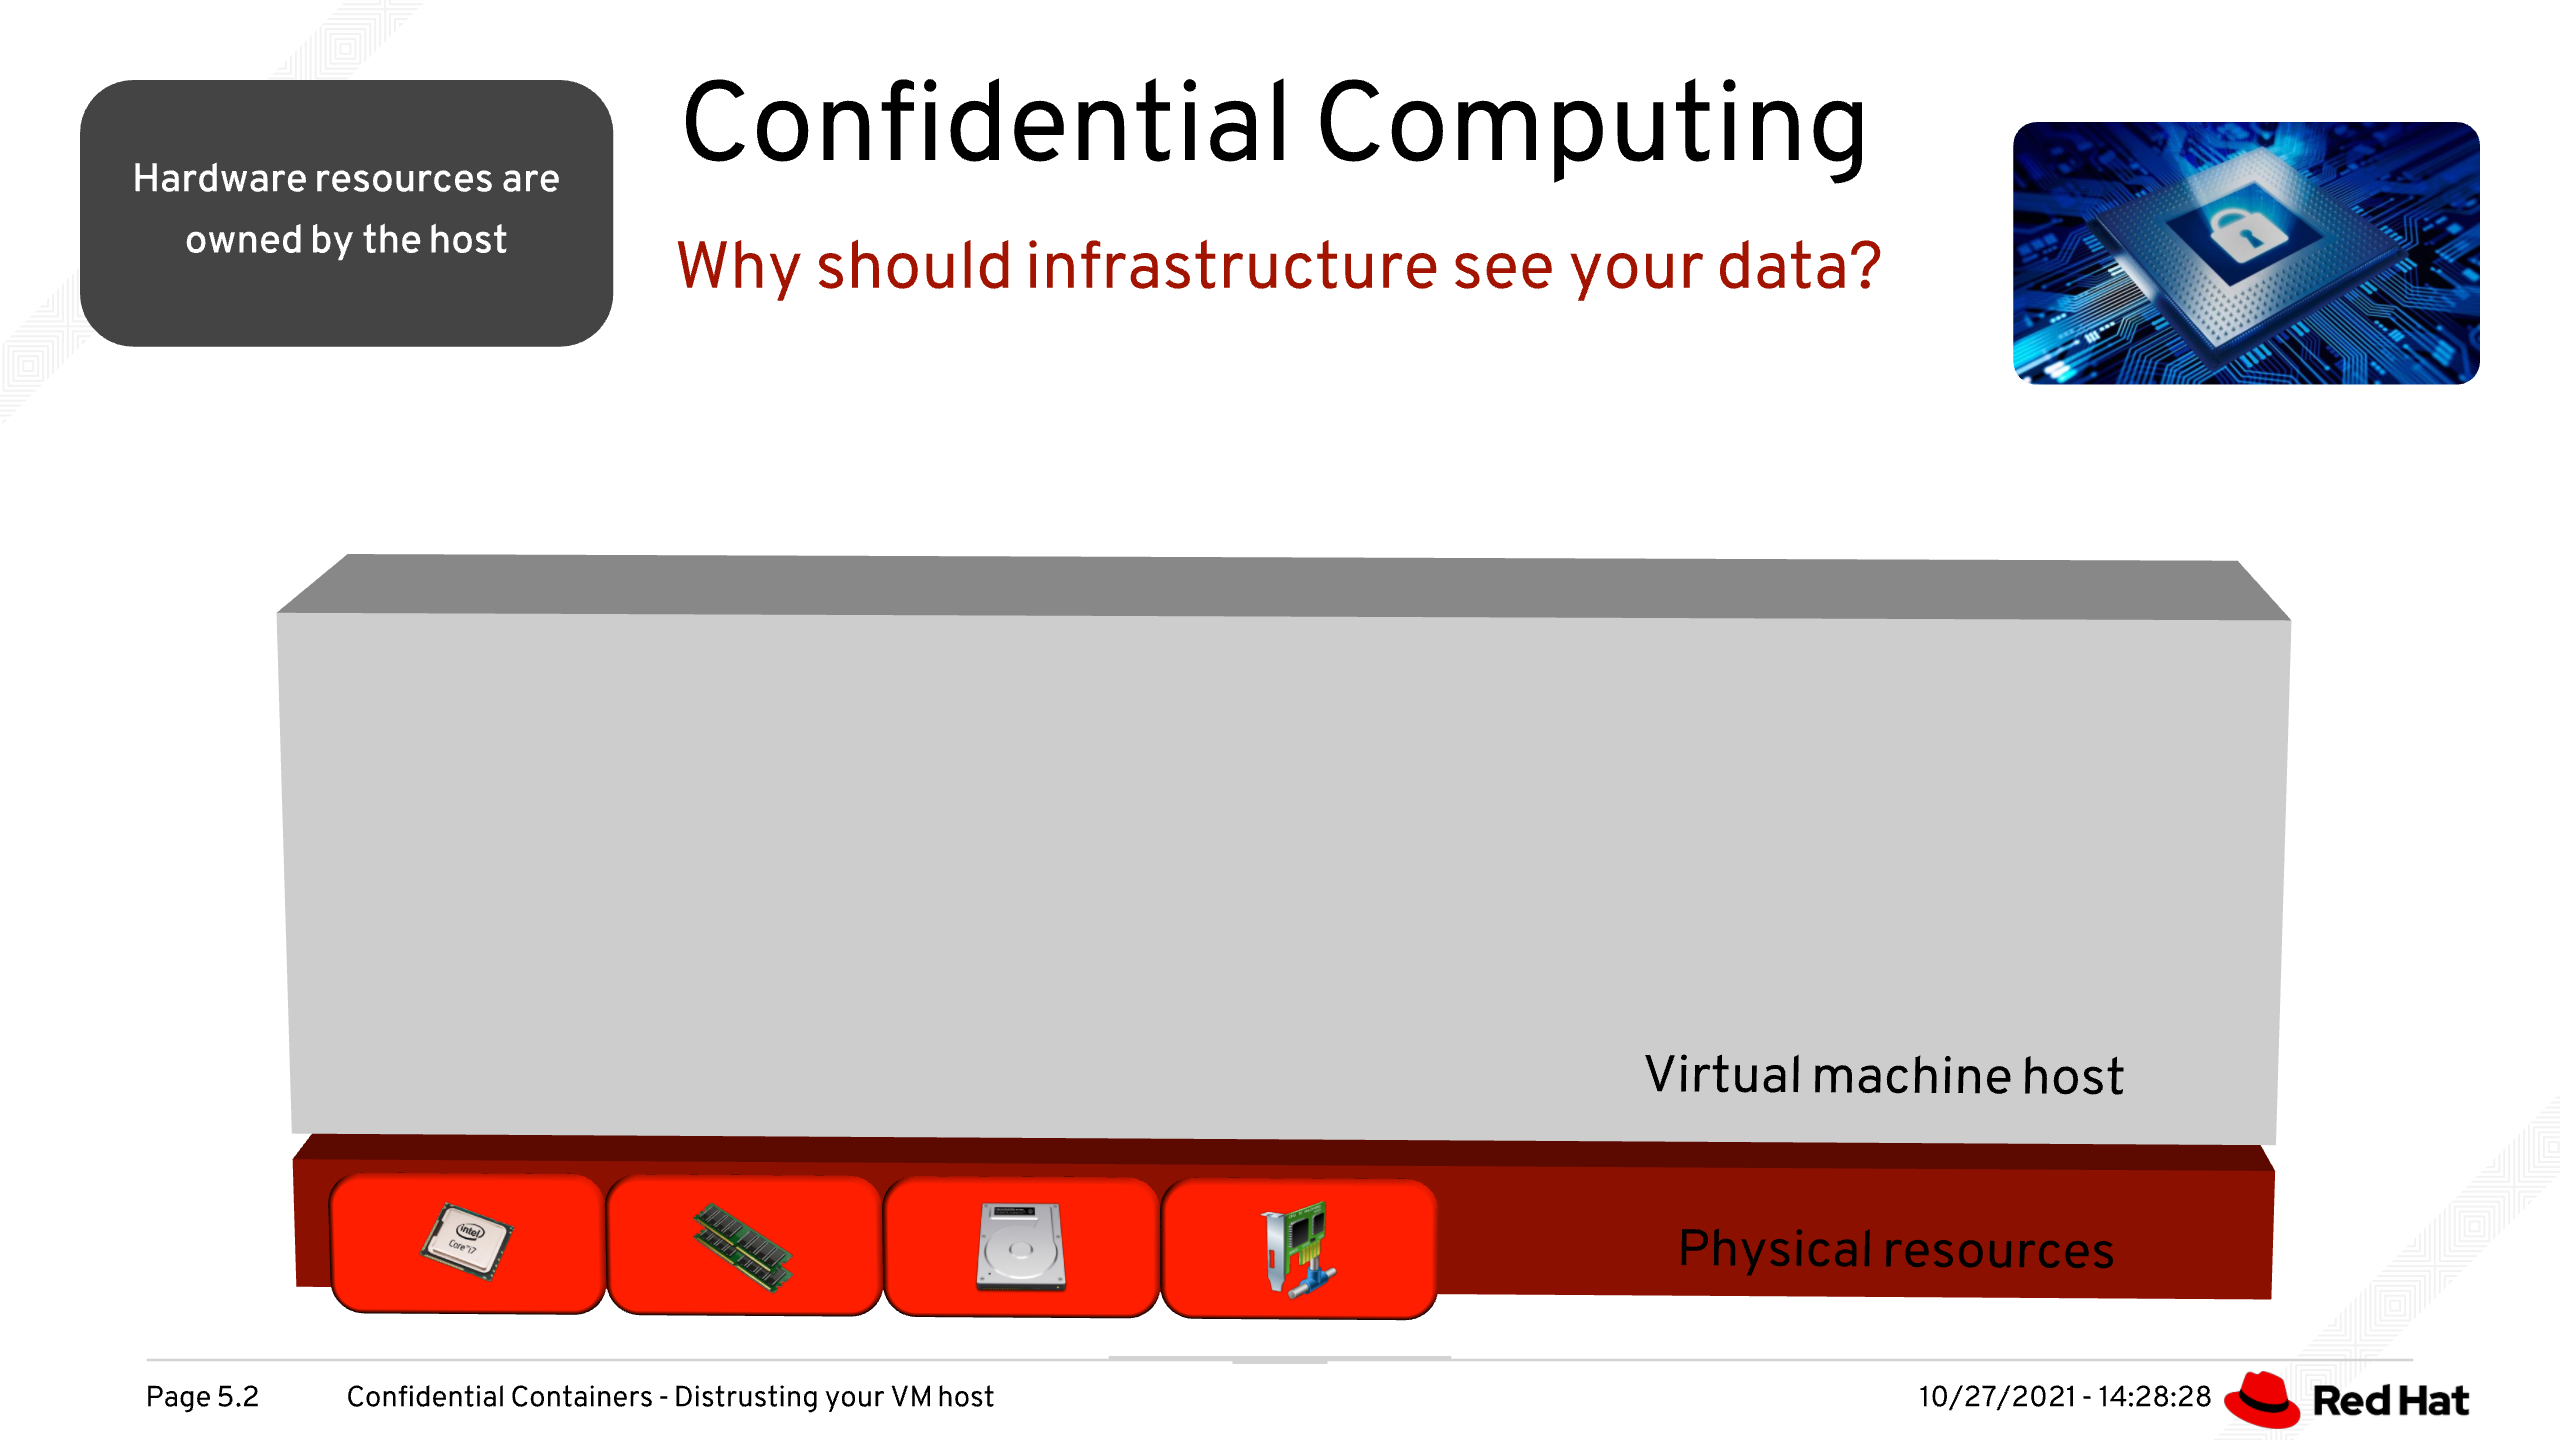 Hardware resources are
owned by the host
Confidential Computing
Why should infrastructure see your data?
Virtual machine host
intel
Core i7
Physical resources
Page 5.2
Confidential Containers - Distrusting your VM host
10/27/2021 - 14:28:28
Red Hat